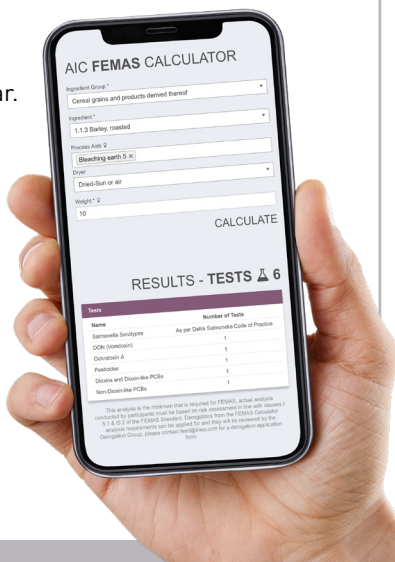 ar.
AIC FEMAS CALCULATOR
Ingredient Group *
Cereal grains and products derived thereof
Ingredient *
1.1.3 Barley, roasted
Process Aids
Bleaching earth 5 ×
Dryer
Dried-Sun or air
Weight *
10
CALCULATE
RESULTS - TESTS 6
Tests
Name Number of Tests
Salmonella Serotypes As per Defra Salmonella Code of Practice
DON (Vomitoxin) 1
Ochratoxin A 1
Pesticides 1
Dioxins and Dioxin-like PCBs 1
Non-Dioxin-like PCBs 1
This analysis is the minimum that is required for FEMAS, actual analysis
conducted by participants must be based on risk assessment in line with clauses
5.1 & of the FEMAS Standard. Derogations from the FEMAS Calculator
analysis requirements can be applied for and they will be reviewed by the
Derogation Group, please contact for a derogation application
form.